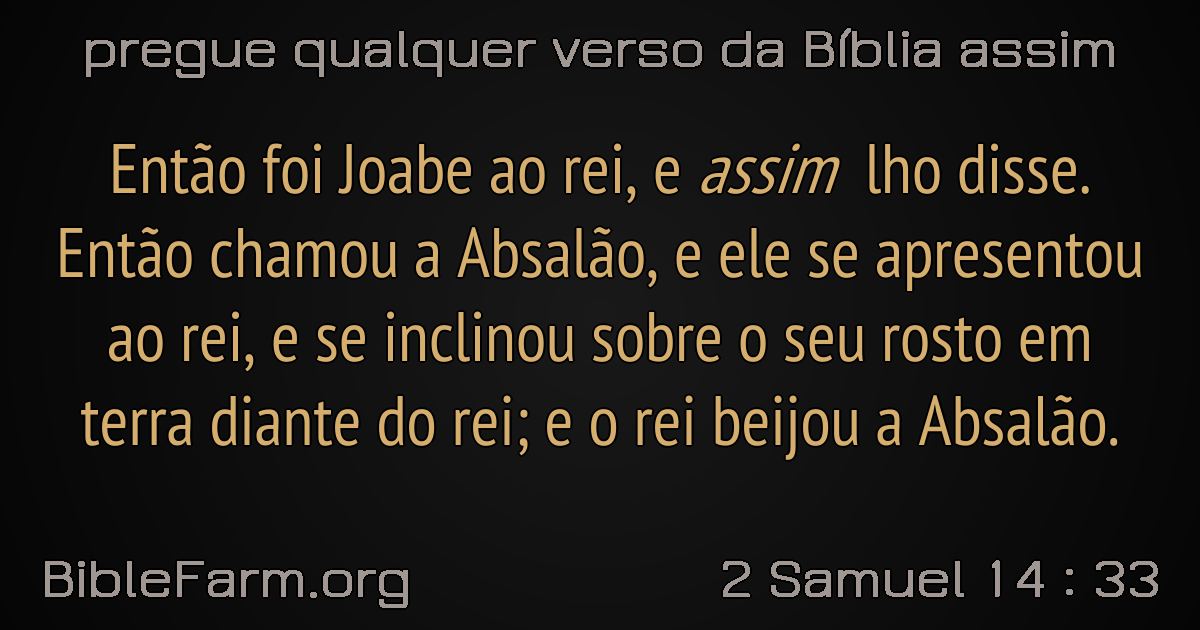 pregue qualquer verso da Bíblia assim
Então foi Joabe ao rei, e assim lho disse.
Então chamou a Absalão, e ele se apresentou
ao rei, e se inclinou sobre o seu rosto em
terra diante do rei; e o rei beijou a Absalão.
BibleFarm.org 2 Samuel 14 : 33